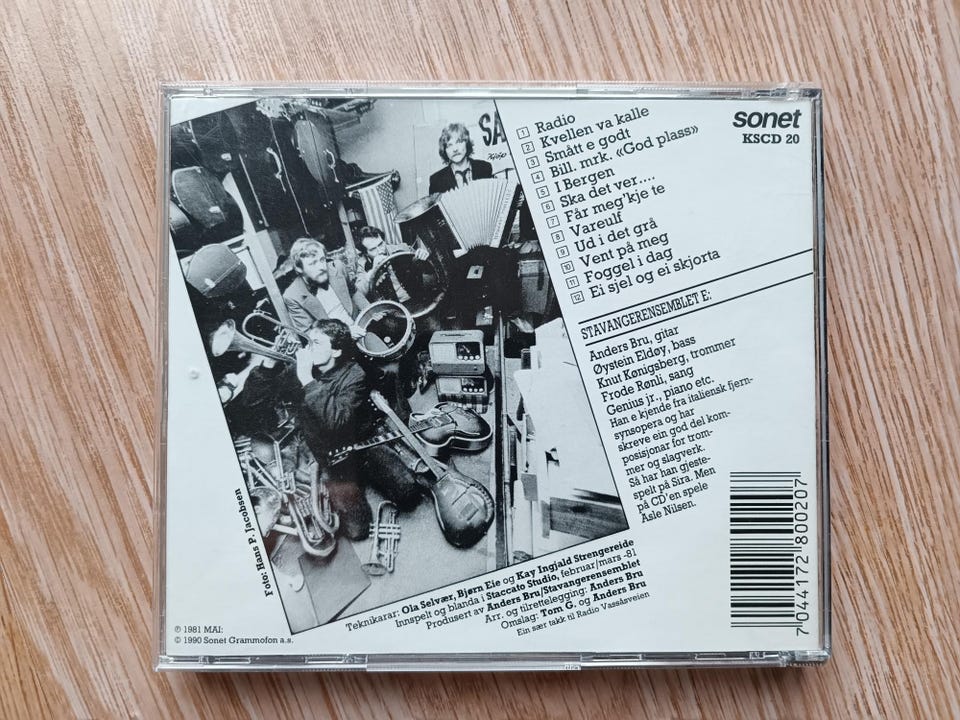 SA
sonet
KSCD 20
1 Radio
2 Kvellen va kalle
3 Smått e godt
4 Bill. mrk. «God plass»
5 I Bergen
6 Ska det ver....
7 Får meg'kje te
8 Vareulf
9 Ud i det grå
10 Vent på meg
11 Foggel i dag
12 Ei sjel og ei skjorta
STAVANGERENSEMBLET E:
Anders Bru, gitar
Øystein Eldøy, bass
Knut Kønigsberg, trommer
Frode Rønli, sang
Genius jr., piano etc.
Han e kjende fra italiensk fjern-
synsopera og har
skreve ein god del kom-
posisjonar for trom-
mer og slagverk.
Så har han gjeste-
spelt på Sira. Men
på CD'en spele
Asle Nilsen.
Foto: Hans P. Jacobsen
Teknikarar: Ola Selvær, Bjørn Eie og Kay Ingjald Strengereide
Innspelt og blanda i Staccato Studio, februar/mars -81
Produsert av Anders Bru/Stavangerensemblet
Arr. og tilrettelegging: Anders Bru
Omslag: Tom G. og Anders Bru
Ein sær takk til Radio Vassåsveien
℗ 1981 MAI:
© 1990 Sonet Grammofon a.s.
7 044172 800207